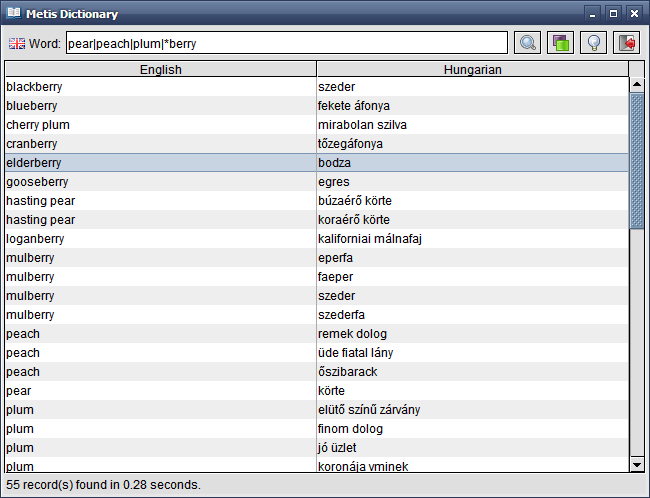 Metis Dictionary
Word: pear|peach|plum|*berry
English Hungarian
blackberry szeder
blueberry fekete áfonya
cherry plum mirabolan szilva
cranberry tőzegáfonya
elderberry bodza
gooseberry egres
hasting pear búzaérő körte
hasting pear koraérő körte
loganberry kaliforniai málnafaj
mulberry eperfa
mulberry faeper
mulberry szeder
mulberry szederfa
peach remek dolog
peach üde fiatal lány
peach őszibarack
pear körte
plum elütő színű zárvány
plum finom dolog
plum jó üzlet
plum koronája vminek
55 record(s) found in 0.28 seconds.